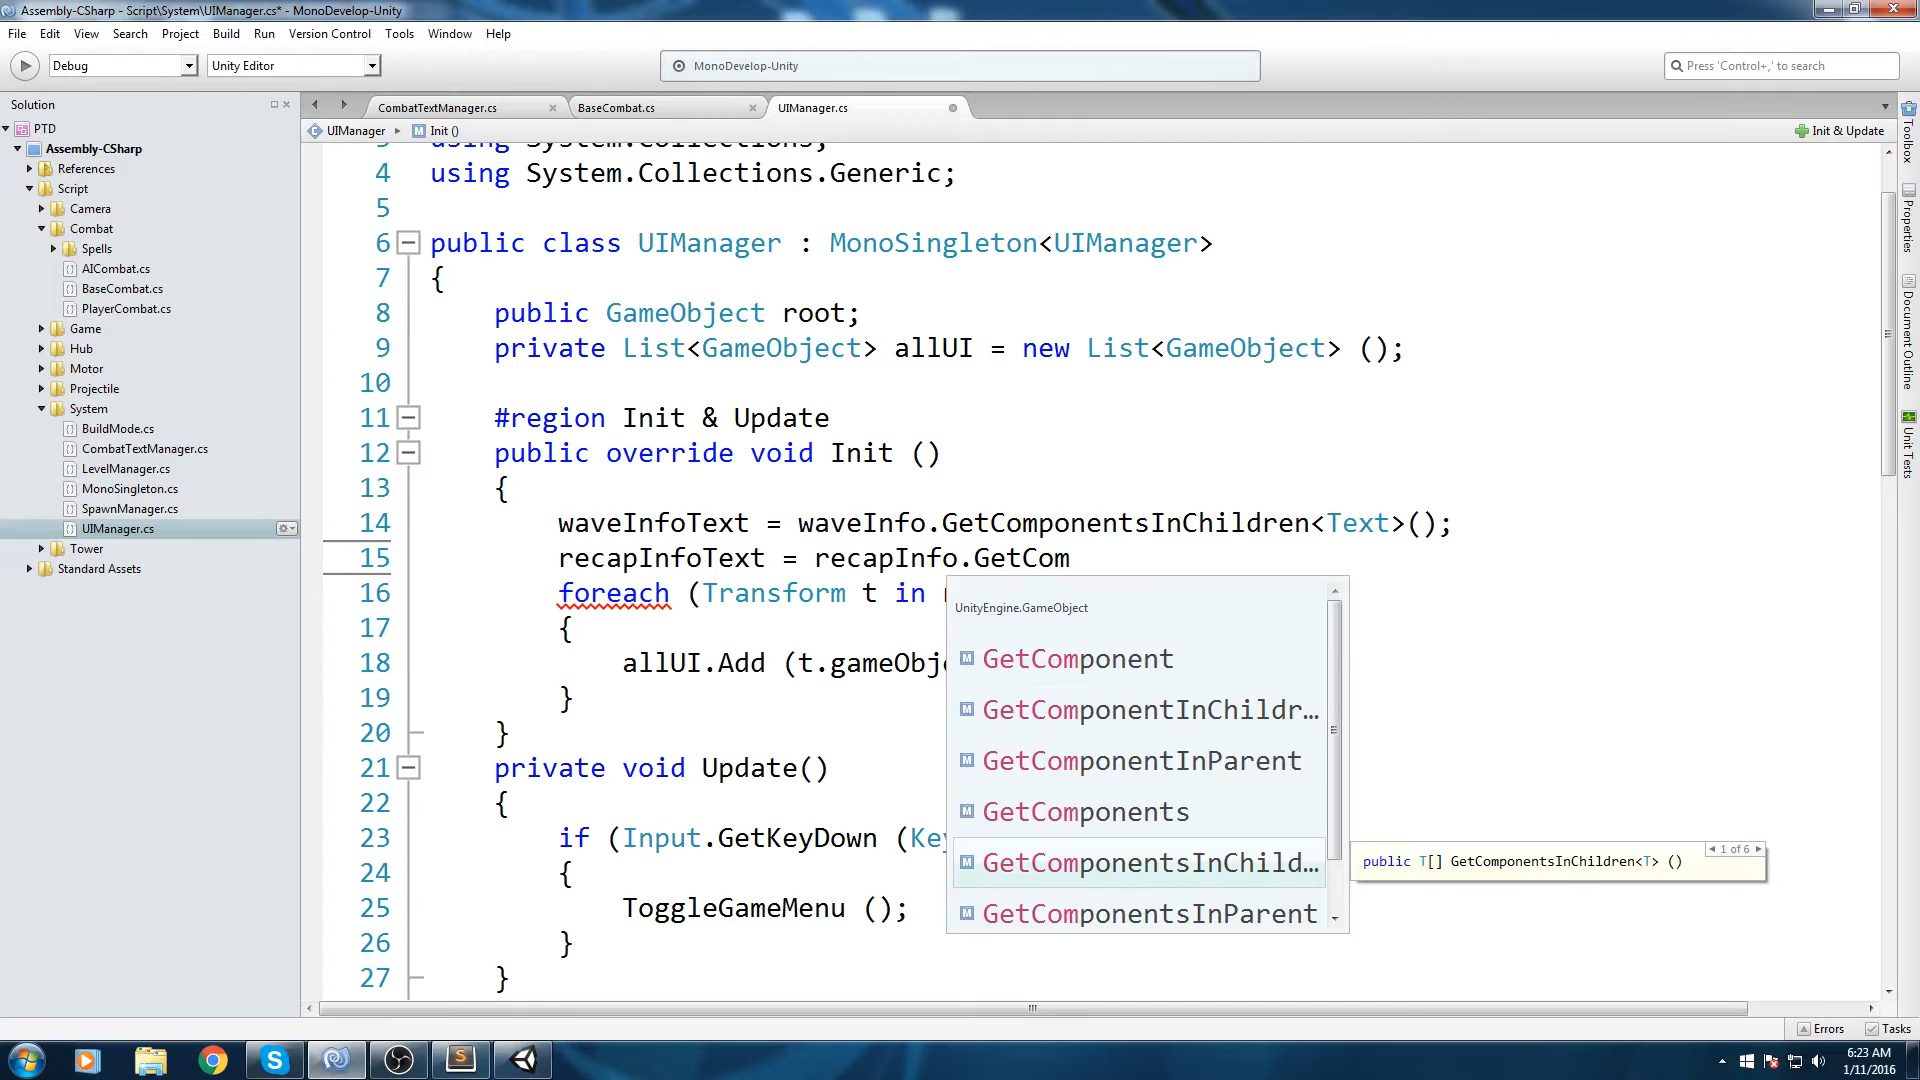 Assembly-CSharp - Script\System\UIManager.cs* - MonoDevelop-Unity
File Edit View Search Project Build Run Version Control Tools Window Help
Debug
Unity Editor
MonoDevelop-Unity
Press 'Control+,' to search
Solution
PTD
Assembly-CSharp
References
Script
Camera
Combat
Spells
AICombat.cs
BaseCombat.cs
PlayerCombat.cs
Game
Hub
Motor
Projectile
System
BuildMode.cs
CombatTextManager.cs
LevelManager.cs
MonoSingleton.cs
SpawnManager.cs
UIManager.cs
Tower
Standard Assets
CombatTextManager.cs
BaseCombat.cs
UIManager.cs
UIManager
Init ()
Init & Update
3 using System.Collections;
4 using System.Collections.Generic;
5
6 public class UIManager : MonoSingleton<UIManager>
7 {
8 public GameObject root;
9 private List<GameObject> allUI = new List<GameObject> ();
10
11 #region Init & Update
12 public override void Init ()
13 {
14 waveInfoText = waveInfo.GetComponentsInChildren<Text>();
15 recapInfoText = recapInfo.GetCom
16 foreach (Transform t in
17 {
18 allUI.Add (t.gameObj
19 }
20 }
21 private void Update()
22 {
23 if (Input.GetKeyDown (Key
24 {
25 ToggleGameMenu ();
26 }
27 }
UnityEngine.GameObject
GetComponent
GetComponentInChildr...
GetComponentInParent
GetComponents
GetComponentsInChild...
GetComponentsInParent
1 of 6
public T[] GetComponentsInChildren<T> ()
Toolbox
Properties
Document Outline
Unit Tests
Errors
Tasks
6:23 AM
1/11/2016